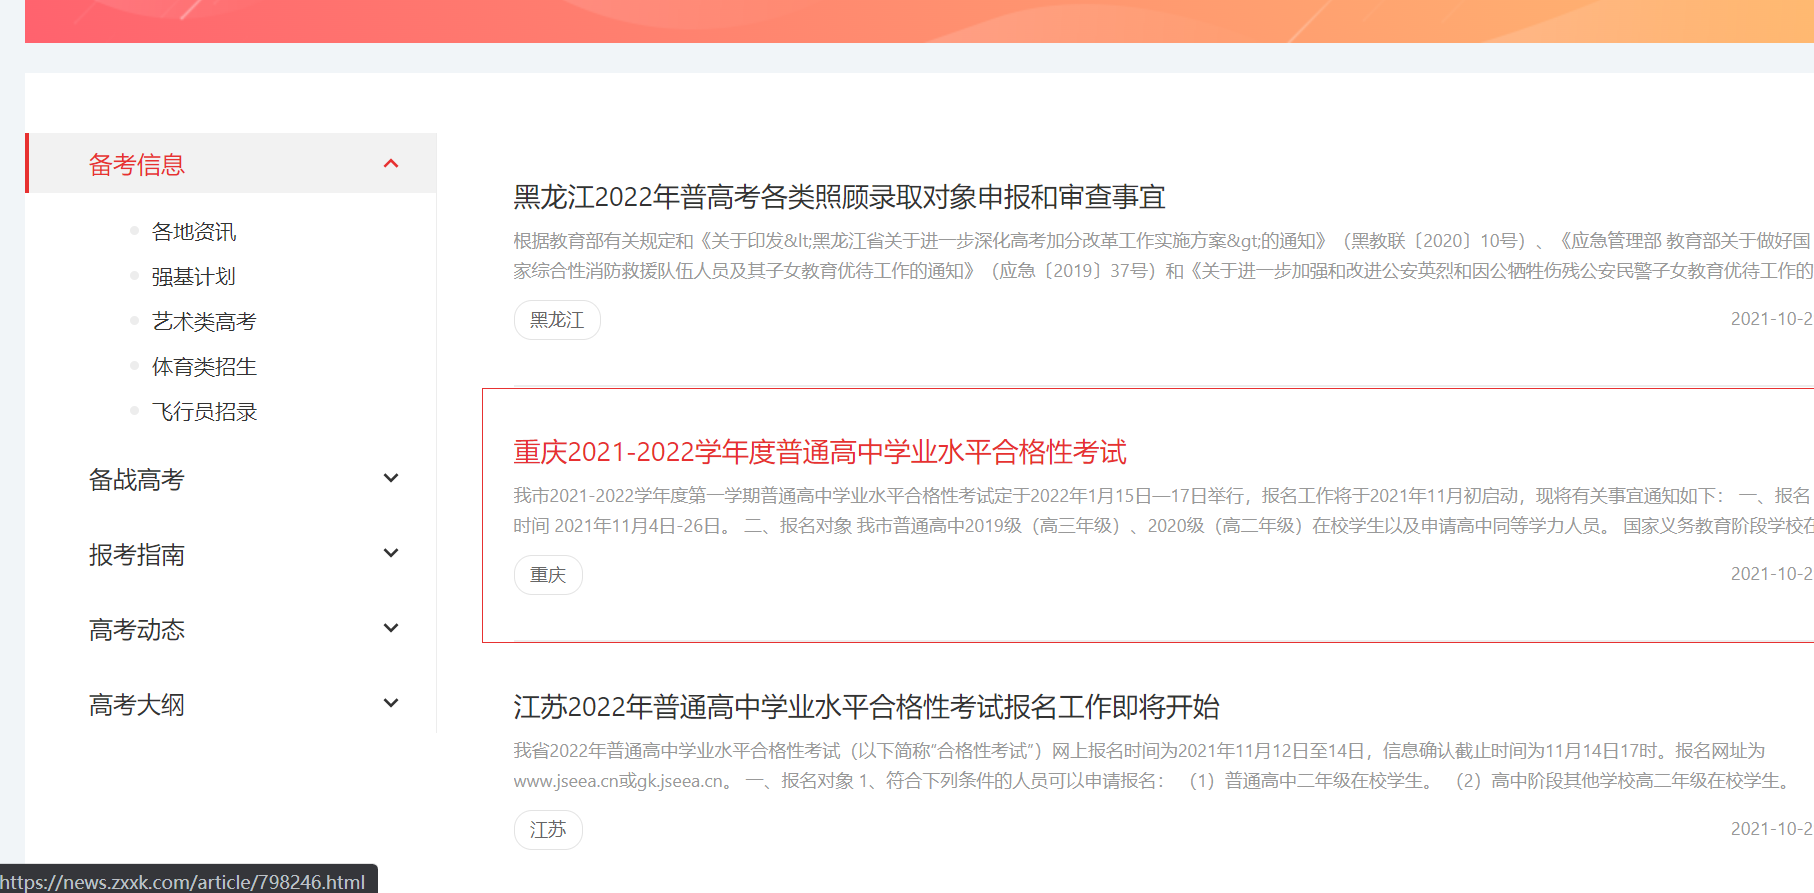 备考信息
各地资讯
强基计划
艺术类高考
体育类招生
飞行员招录
备战高考
报考指南
高考动态
高考大纲
黑龙江2022年普高考各类照顾录取对象申报和审查事宜
根据教育部有关规定和《关于印发&lt;黑龙江省关于进一步深化高考加分改革工作实施方案&gt;的通知》（黑教联〔2020〕10号）、《应急管理部 教育部关于做好国
家综合性消防救援队伍人员及其子女教育优待工作的通知》（应急〔2019〕37号）和《关于进一步加强和改进公安英烈和因公牺牲伤残公安民警子女教育优待工作的
黑龙江
2021-10-2
重庆2021-2022学年度普通高中学业水平合格性考试
我市2021-2022学年度第一学期普通高中学业水平合格性考试定于2022年1月15日—17日举行，报名工作将于2021年11月初启动，现将有关事宜通知如下： 一、报名
时间 2021年11月4日-26日。 二、报名对象 我市普通高中2019级（高三年级）、2020级（高二年级）在校学生以及申请高中同等学力人员。 国家义务教育阶段学校在
重庆
2021-10-2
江苏2022年普通高中学业水平合格性考试报名工作即将开始
我省2022年普通高中学业水平合格性考试（以下简称“合格性考试”）网上报名时间为2021年11月12日至14日，信息确认截止时间为11月14日17时。报名网址为
www.jseea.cn或gk.jseea.cn。 一、报名对象 1、符合下列条件的人员可以申请报名： （1）普通高中二年级在校学生。 （2）高中阶段其他学校高二年级在校学生。
江苏
2021-10-2
https://news.zxxk.com/article/798246.html